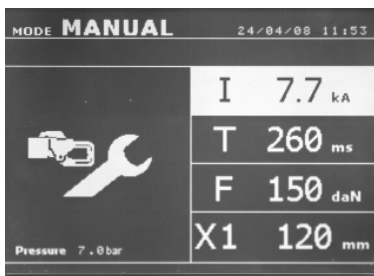 MODE MANUAL 24/04/08 11:53
I 7.7 kA
T 260 ms
F 150 daN
X1 120 mm
Pressure 7.0bar